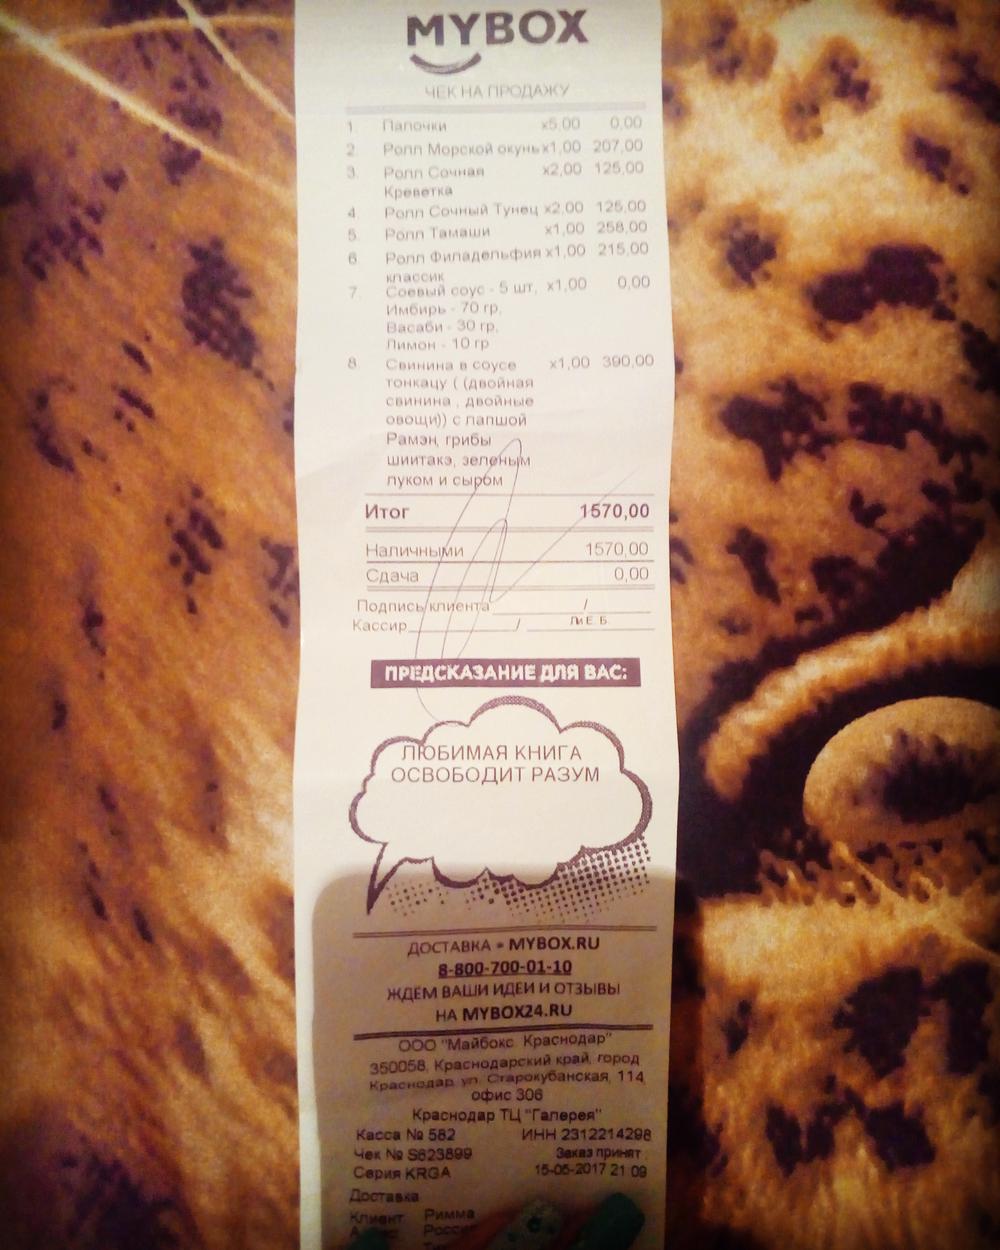 MYBOX
ЧЕК НА ПРОДАЖУ
1. Палочки x5,00 0,00
2. Ролл Морской окунь x1,00 207,00
3. Ролл Сочная x2,00 125,00
Креветка
4. Ролл Сочный Тунец x2,00 125,00
5. Ролл Тамаши x1,00 258,00
6. Ролл Филадельфия x1,00 215,00
классик
7. Соевый соус - 5 шт, x1,00 0,00
Имбирь - 70 гр,
Васаби - 30 гр,
Лимон - 10 гр
8. Свинина в соусе x1,00 390,00
тонкацу ( (двойная
свинина , двойные
овощи)) с лапшой
Рамэн, грибы
шиитакэ, зеленым
луком и сыром
Итог 1570,00
Наличными 1570,00
Сдача 0,00
Подпись клиента /
Кассир / Ли Е. Б.
ПРЕДСКАЗАНИЕ ДЛЯ ВАС:
ЛЮБИМАЯ КНИГА
ОСВОБОДИТ РАЗУМ
ДОСТАВКА • MYBOX.RU
8-800-700-01-10
ЖДЕМ ВАШИ ИДЕИ И ОТЗЫВЫ
НА MYBOX24.RU
ООО "Майбокс Краснодар"
350058, Краснодарский край, город
Краснодар, ул. Старокубанская, 114,
офис 306
Краснодар ТЦ "Галерея"
Касса № 582 ИНН 2312214298
Чек № S623899 Заказ принят
Серия KRGA 15-05-2017 21:09
Доставка
Клиент Римма